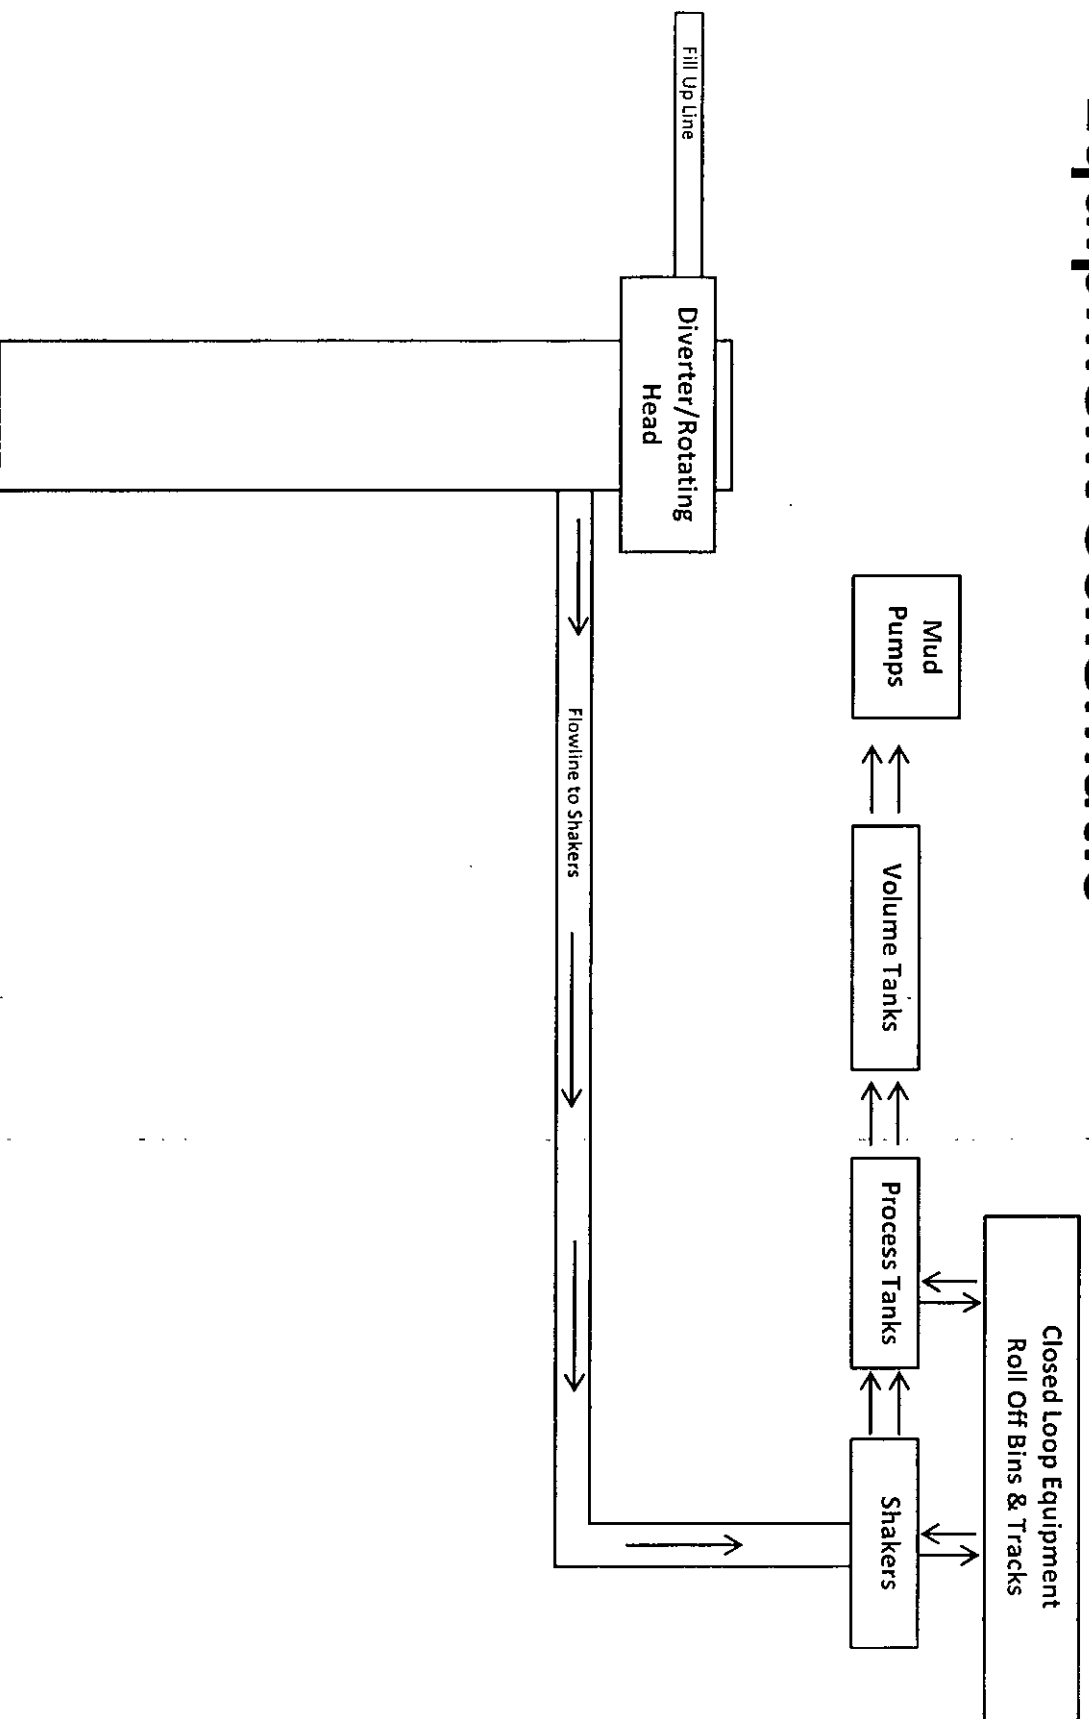 Closed Loop Equipment
Roll Off Bins & Tracks
Mud
Pumps
Volume Tanks
Process Tanks
Shakers
Fill Up Line
Diverter/Rotating
Head
Flowline to Shakers